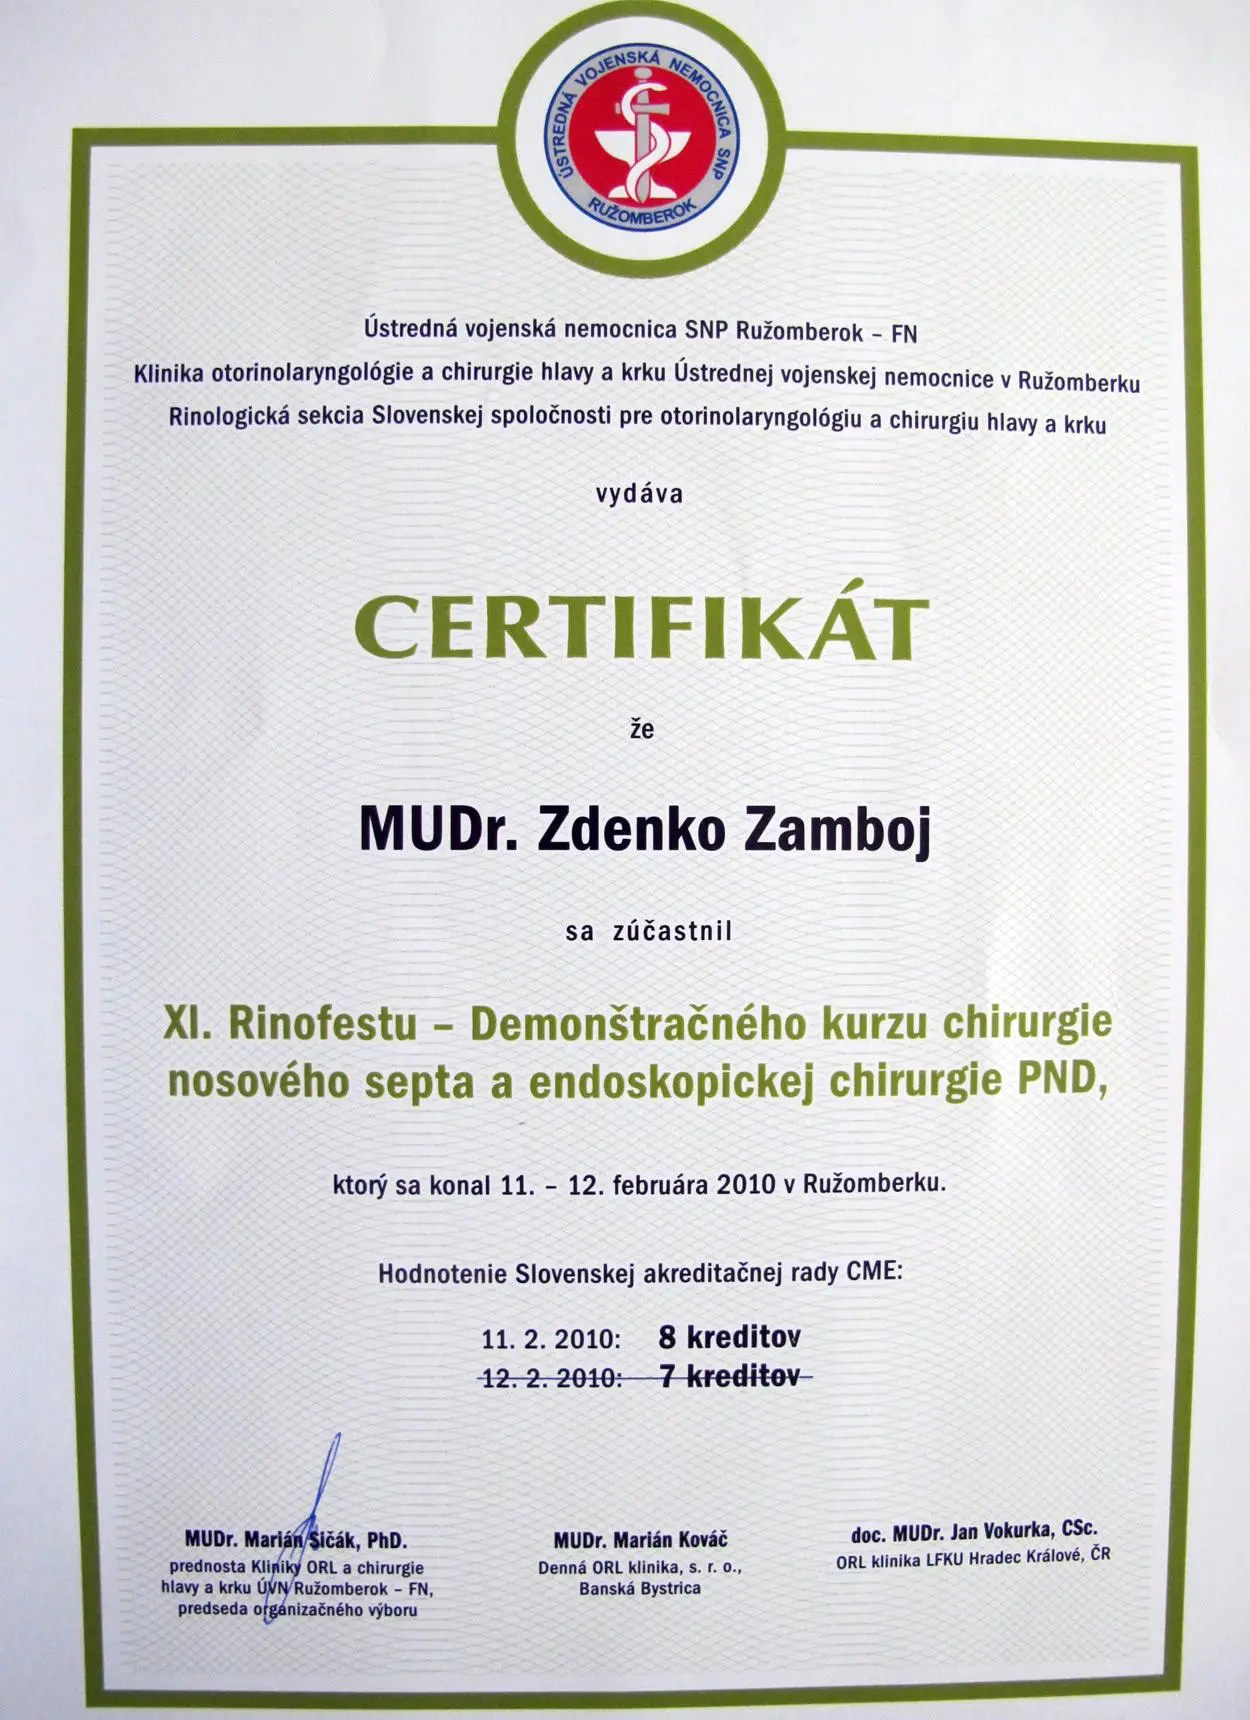 ÚSTREDNÁ VOJENSKÁ NEMOCNICA SNP
RUŽOMBEROK
Ústredná vojenská nemocnica SNP Ružomberok – FN
Klinika otorinolaryngológie a chirurgie hlavy a krku Ústrednej vojenskej nemocnice v Ružomberku
Rinologická sekcia Slovenskej spoločnosti pre otorinolaryngológiu a chirurgiu hlavy a krku
vydáva
CERTIFIKÁT
že
MUDr. Zdenko Zamboj
sa zúčastnil
XI. Rinofestu – Demonštračného kurzu chirurgie
nosového septa a endoskopickej chirurgie PND,
ktorý sa konal 11. – 12. februára 2010 v Ružomberku.
Hodnotenie Slovenskej akreditačnej rady CME:
11. 2. 2010: 8 kreditov
12. 2. 2010: 7 kreditov
MUDr. Marián Sičák, PhD.
prednosta Kliniky ORL a chirurgie
hlavy a krku ÚVN Ružomberok – FN,
predseda organizačného výboru
MUDr. Marián Kováč
Denná ORL klinika, s. r. o.,
Banská Bystrica
doc. MUDr. Jan Vokurka, CSc.
ORL klinika LFKU Hradec Králové, ČR